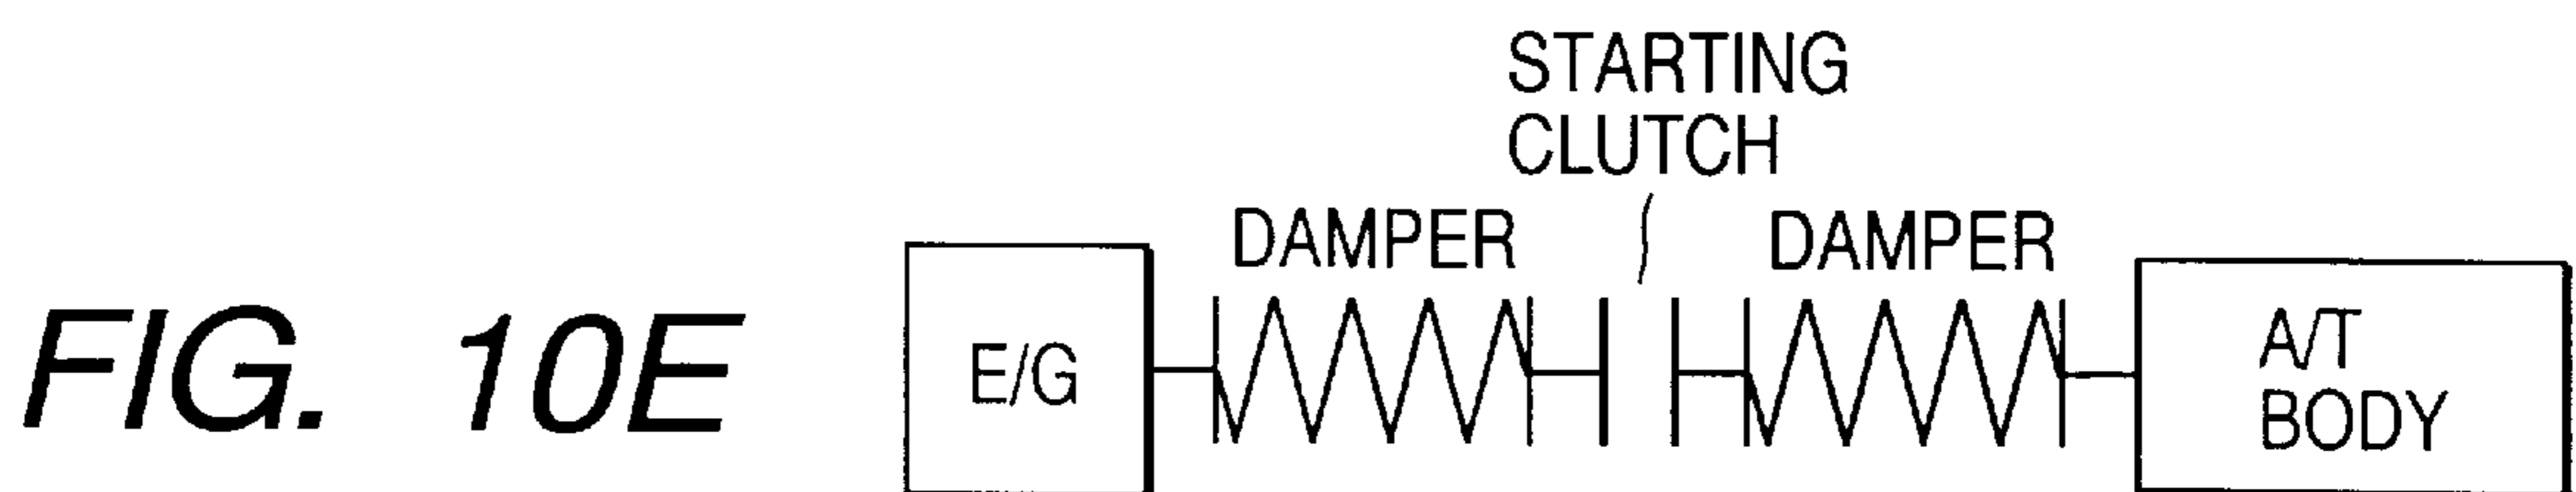 STARTING
CLUTCH
DAMPER
DAMPER
FIG. 10E
E/G
A/T
BODY